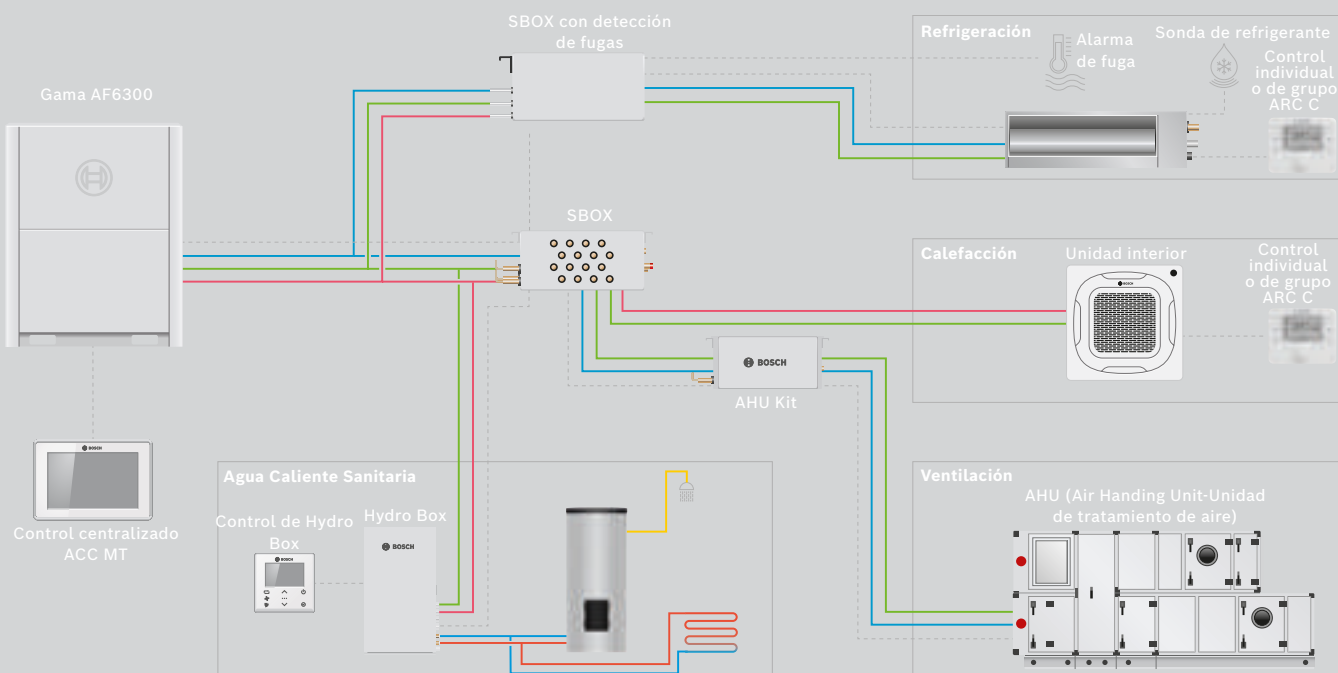 SBOX con detección
de fugas
Refrigeración
Alarma
de fuga
Sonda de refrigerante
Control
individual
o de grupo
ARC C
Gama AF6300
SBOX
Calefacción
Unidad interior
Control
individual
o de grupo
ARC C
BOSCH
BOSCH
AHU Kit
BOSCH
Control centralizado
ACC MT
Agua Caliente Sanitaria
Control de Hydro
Box
Hydro Box
BOSCH
BOSCH
Ventilación
AHU (Air Handing Unit-Unidad
de tratamiento de aire)